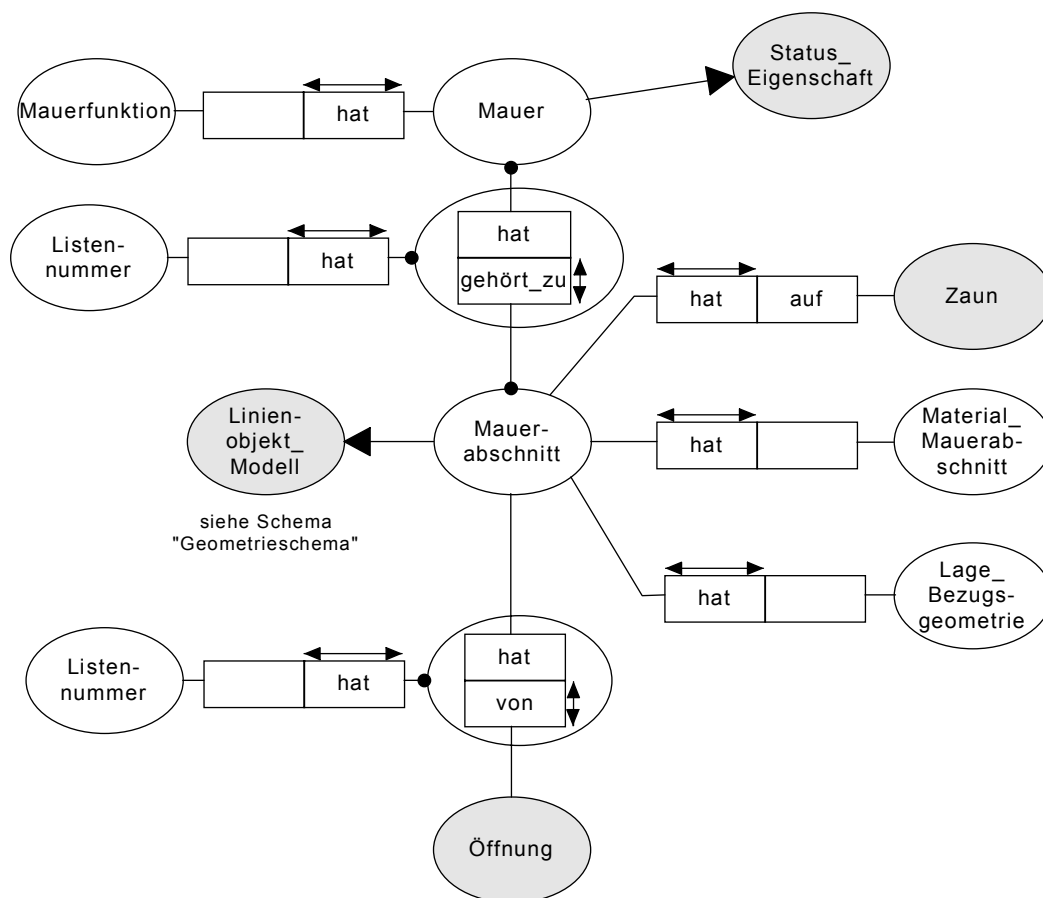 Status_
Eigenschaft
Mauerfunktion
hat
Mauer
Listen-
nummer
hat
hat
gehört_zu
hat
auf
Zaun
Linien-
objekt_
Modell
Mauer-
abschnitt
hat
Material_
Mauerab-
schnitt
siehe Schema
"Geometrieschema"
hat
Lage_
Bezugs-
geometrie
Listen-
nummer
hat
hat
von
Öffnung